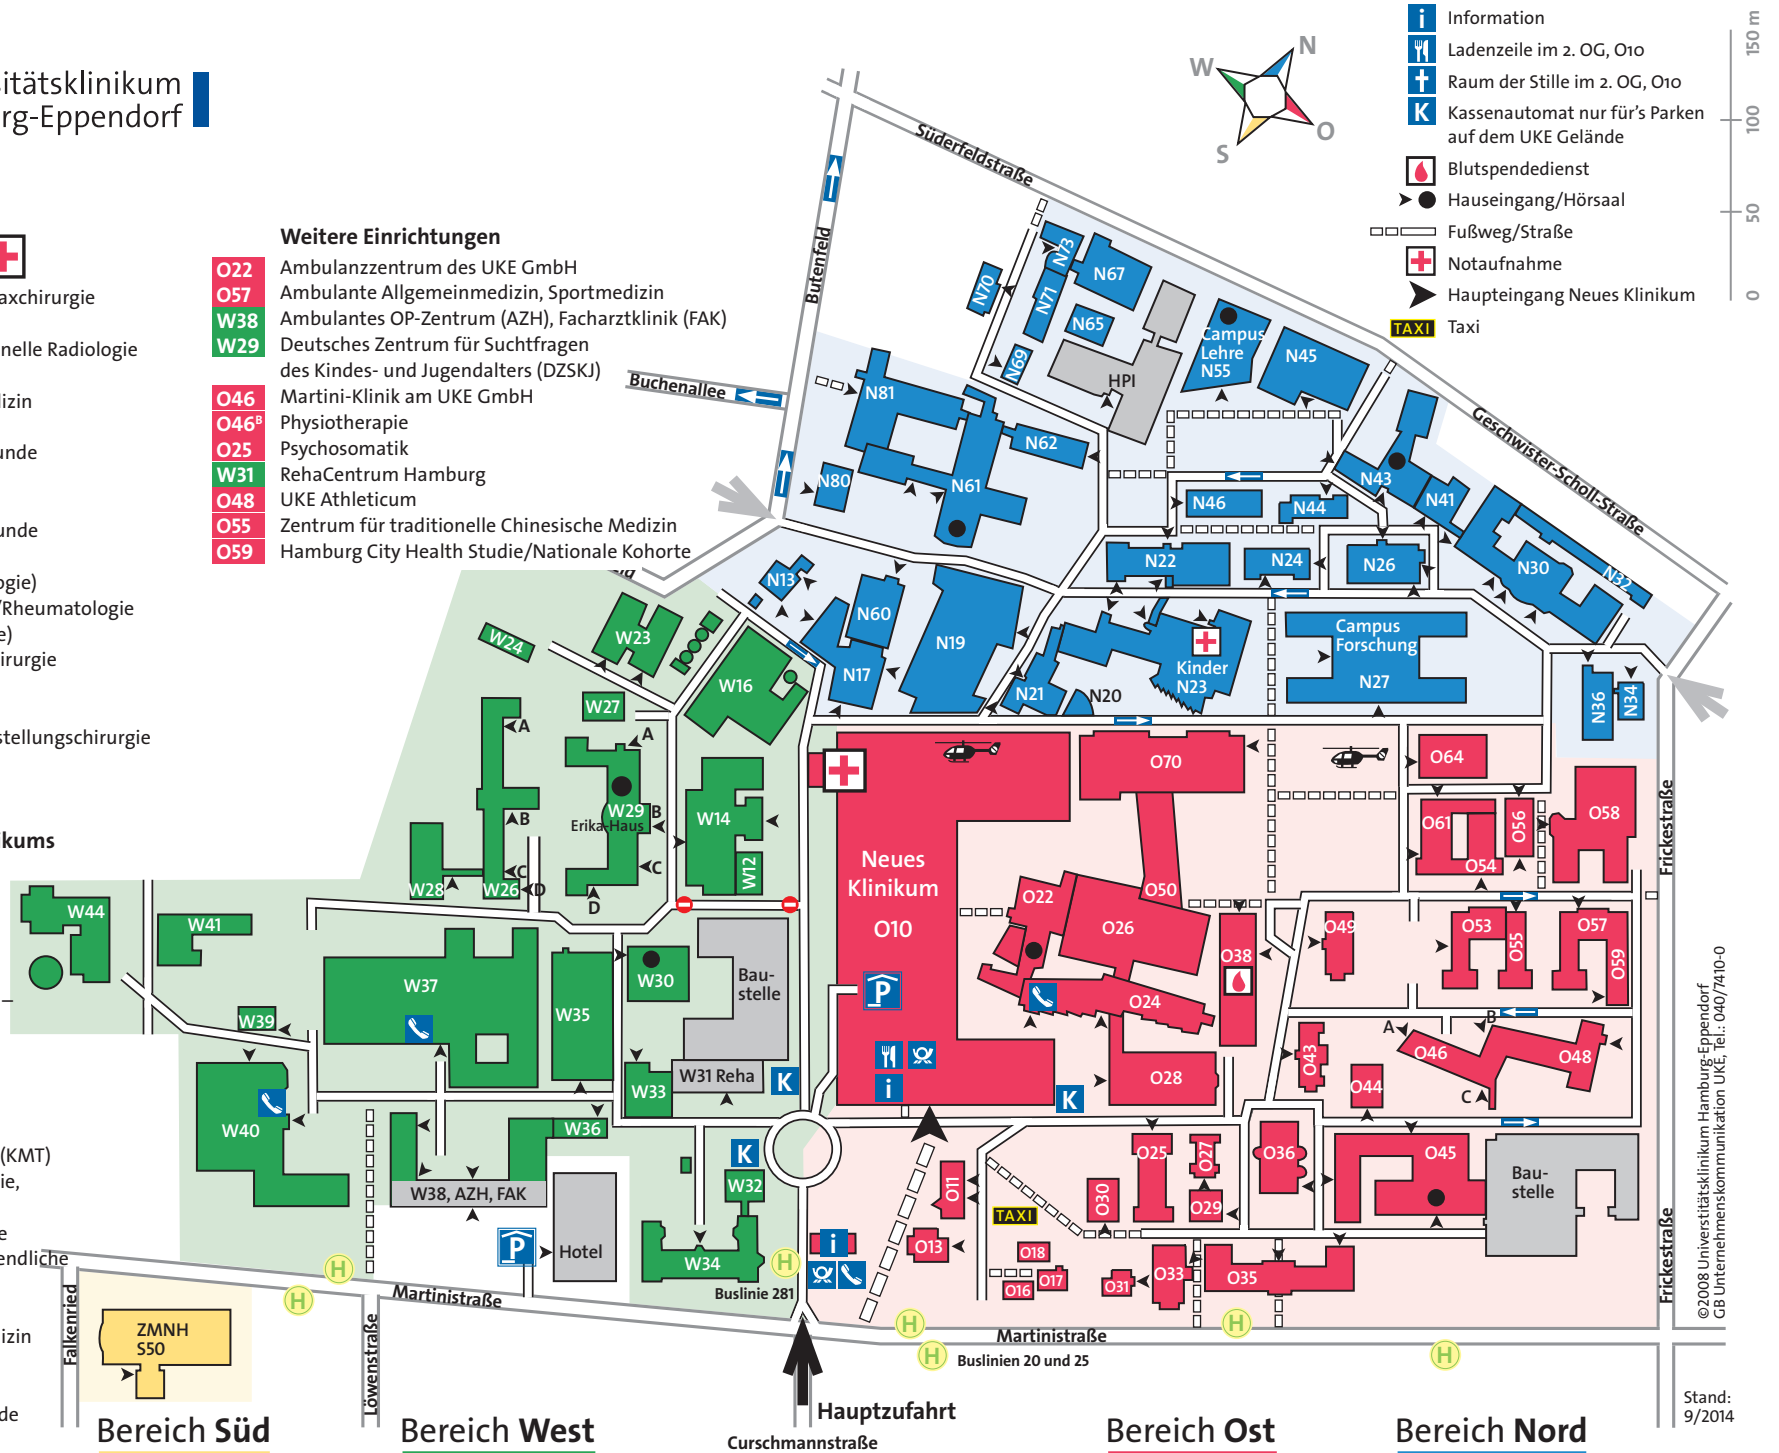 itätsklinikum
rg-Eppendorf
axchirurgie
nelle Radiologie
izin
unde
unde
ogie)
/Rheumatologie
e)
irurgie
stellungschirurgie
kums
(KMT)
ie,
e
endliche
izin
de
Weitere Einrichtungen
O22 Ambulanzzentrum des UKE GmbH
O57 Ambulante Allgemeinmedizin, Sportmedizin
W38 Ambulantes OP-Zentrum (AZH), Facharztklinik (FAK)
W29 Deutsches Zentrum für Suchtfragen
des Kindes- und Jugendalters (DZSKJ)
O46 Martini-Klinik am UKE GmbH
O46B Physiotherapie
O25 Psychosomatik
W31 RehaCentrum Hamburg
O48 UKE Athleticum
O55 Zentrum für traditionelle Chinesische Medizin
O59 Hamburg City Health Studie/Nationale Kohorte
N
W
O
S
i Information
Ladenzeile im 2. OG, O10
Raum der Stille im 2. OG, O10
K Kassenautomat nur für's Parken
auf dem UKE Gelände
Blutspendedienst
Hauseingang/Hörsaal
Fußweg/Straße
Notaufnahme
Haupteingang Neues Klinikum
TAXI Taxi
150 m
100
50
0
Süderfeldstraße
Butenfeld
Buchenallee
Geschwister-Scholl-Straße
N73
N67
N70
N71
N65
N69
HPI
Campus
Lehre
N55
N45
N81
N62
N80
N61
N43
N41
N46
N44
N22
N24
N26
N30
N32
N13
N60
N19
N17
N21
N20
Kinder
N23
Campus
Forschung
N27
N36
N34
W24
W23
W16
W27
A
A
W29
Erika-Haus
B
B
C
C
D
D
W14
W12
W28
W26
W44
W41
W37
W35
W30
Bau-
stelle
W39
W33
W31 Reha
K
W40
W36
W38, AZH, FAK
K
W32
P
Hotel
W34
H
Buslinie 281
Neues
Klinikum
O10
P
i
K
O70
O64
O61
O54
O56
O58
O50
O22
O26
O38
O24
O28
O49
O53
O55
O57
O59
A
B
C
O46
O48
O43
O44
O25
O27
O29
O30
O36
O45
Bau-
stelle
O11
O13
TAXI
O18
O17
O16
O31
O33
O35
i
H
H
H
H
H
H
Martinistraße
Martinistraße
Buslinien 20 und 25
Frickestraße
Frickestraße
Falkenried
Löwenstraße
ZMNH
S50
Hauptzufahrt
Curschmannstraße
Bereich Süd
Bereich West
Bereich Ost
Bereich Nord
©2008 Universtitätsklinikum Hamburg-Eppendorf
GB Unternehmenskommunikation UKE, Tel.: 040/7410-0
Stand:
9/2014